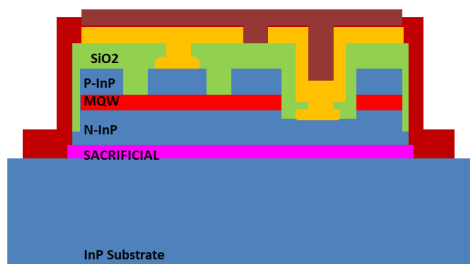 SiO2
P-InP
MQW
N-InP
SACRIFICIAL
InP Substrate